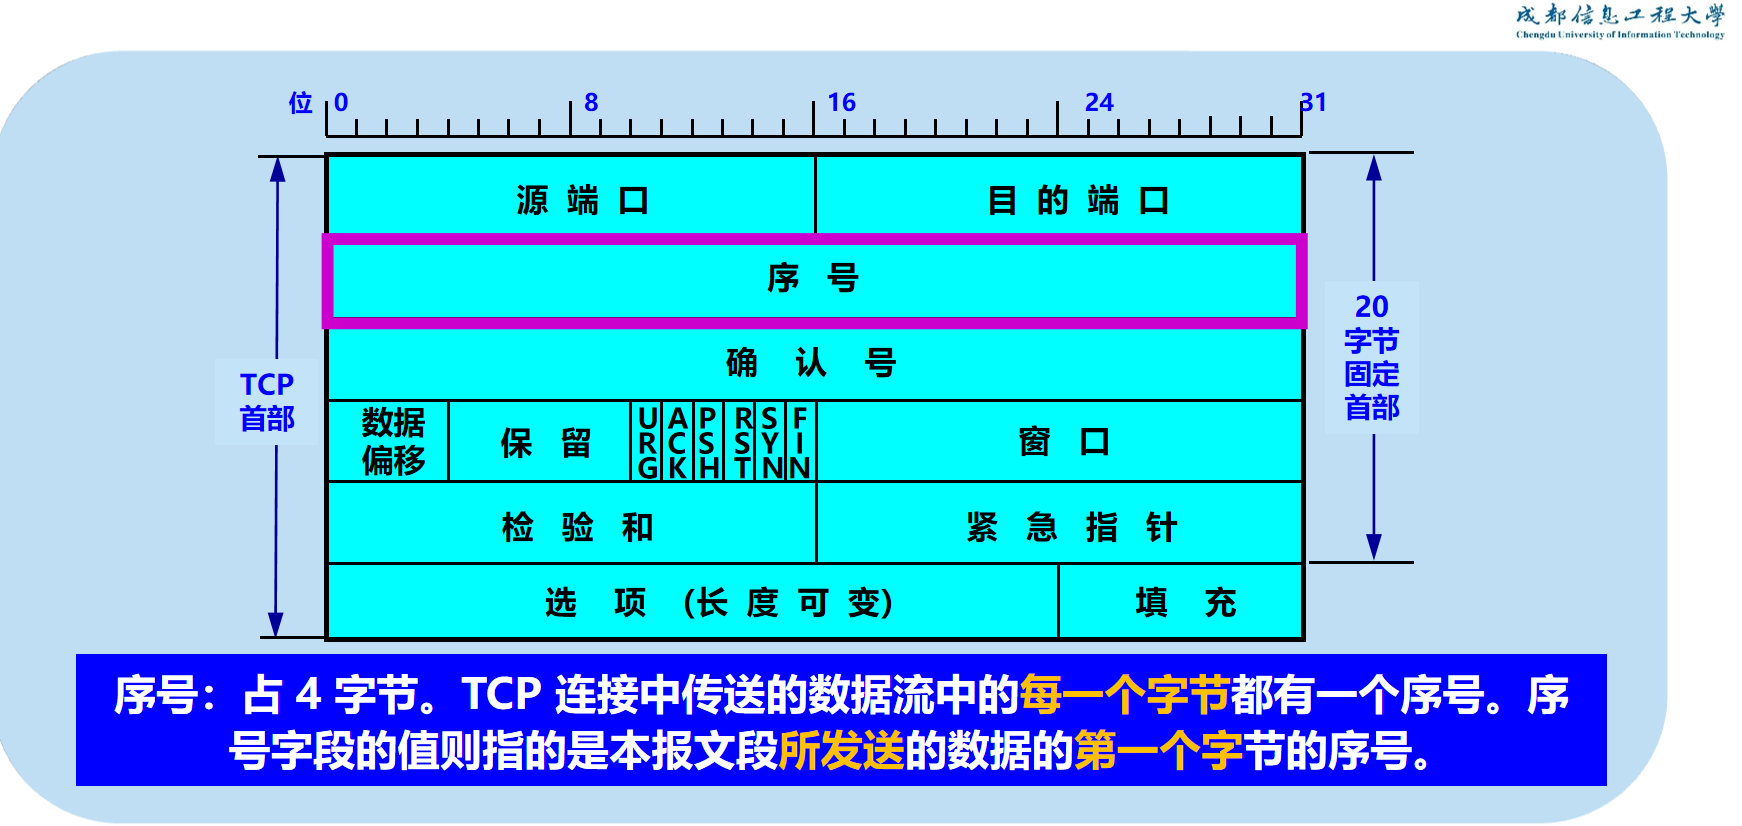 成都信息工程大学
Chengdu University of Information Technology
位 0 8 16 24 31
源端口 目的端口
序号
确认号
TCP
首部
20
字节
固定
首部
数据
偏移
保留
URG
ACK
PSH
RST
SYN
FIN
窗口
检验和 紧急指针
选项 (长度可变) 填充
序号：占 4 字节。TCP 连接中传送的数据流中的每一个字节都有一个序号。序
号字段的值则指的是本报文段所发送的数据的第一个字节的序号。